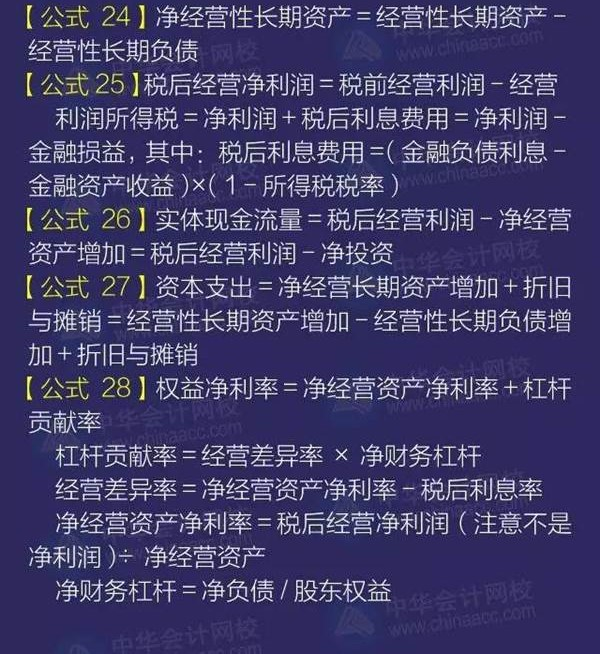 【公式 24】净经营性长期资产=经营性长期资产-
经营性长期负债
【公式25】税后经营净利润=税前经营利润-经营
利润所得税=净利润+税后利息费用=净利润-
金融损益,其中:税后利息费用=(金融负债利息-
金融资产收益)×(1-所得税税率)
【公式 26】实体现金流量=税后经营利润-净经营
资产增加=税后经营利润-净投资
【公式 27】资本支出=净经营长期资产增加+折旧
与摊销=经营性长期资产增加-经营性长期负债增
加+折旧与摊销
【公式 28】权益净利率=净经营资产净利率+杠杆
贡献率
杠杆贡献率=经营差异率 × 净财务杠杆
经营差异率=净经营资产净利率-税后利息率
净经营资产净利率=税后经营净利润(注意不是
净利润)÷ 净经营资产
净财务杠杆=净负债/股东权益
中华会计网校
www.chinaacc.com